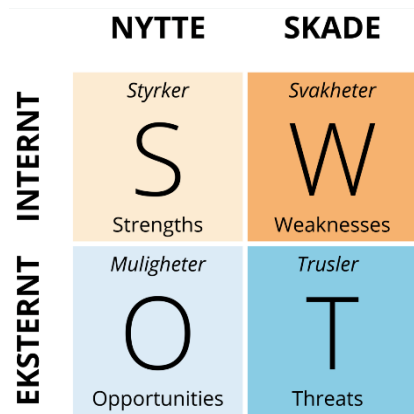 NYTTE SKADE
INTERNT
Styrker
S
Strengths
Svakheter
W
Weaknesses
EKSTERNT
Muligheter
O
Opportunities
Trusler
T
Threats